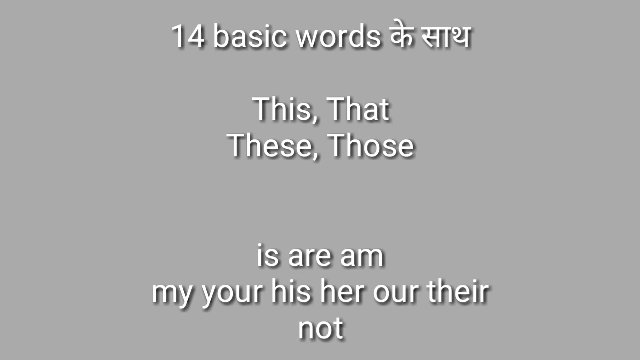 14 basic words के साथ
This, That
These, Those
is are am
my your his her our their
not